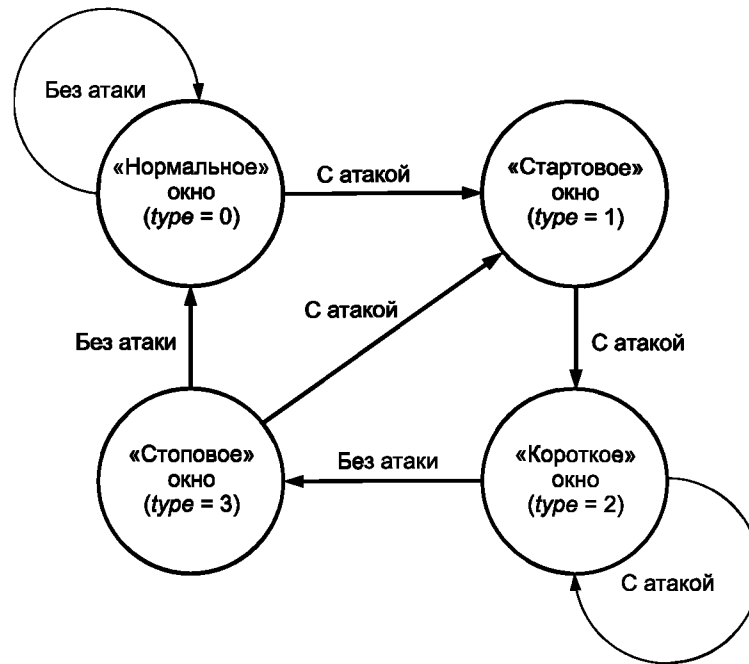 Без атаки
«Нормальное»
окно
(type = 0)
С атакой
«Стартовое»
окно
(type = 1)
С атакой
Без атаки
С атакой
«Стоповое»
окно
(type = 3)
Без атаки
«Короткое»
окно
(type = 2)
С атакой